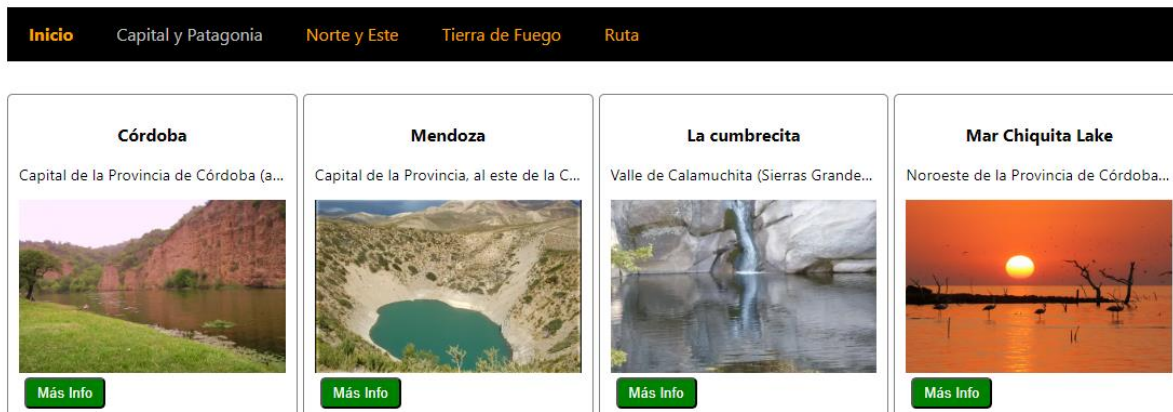 Inicio Capital y Patagonia Norte y Este Tierra de Fuego Ruta
Córdoba
Capital de la Provincia de Córdoba (a...
Más Info
Mendoza
Capital de la Provincia, al este de la C...
Más Info
La cumbrecita
Valle de Calamuchita (Sierras Grande...
Más Info
Mar Chiquita Lake
Noroeste de la Provincia de Córdoba...
Más Info